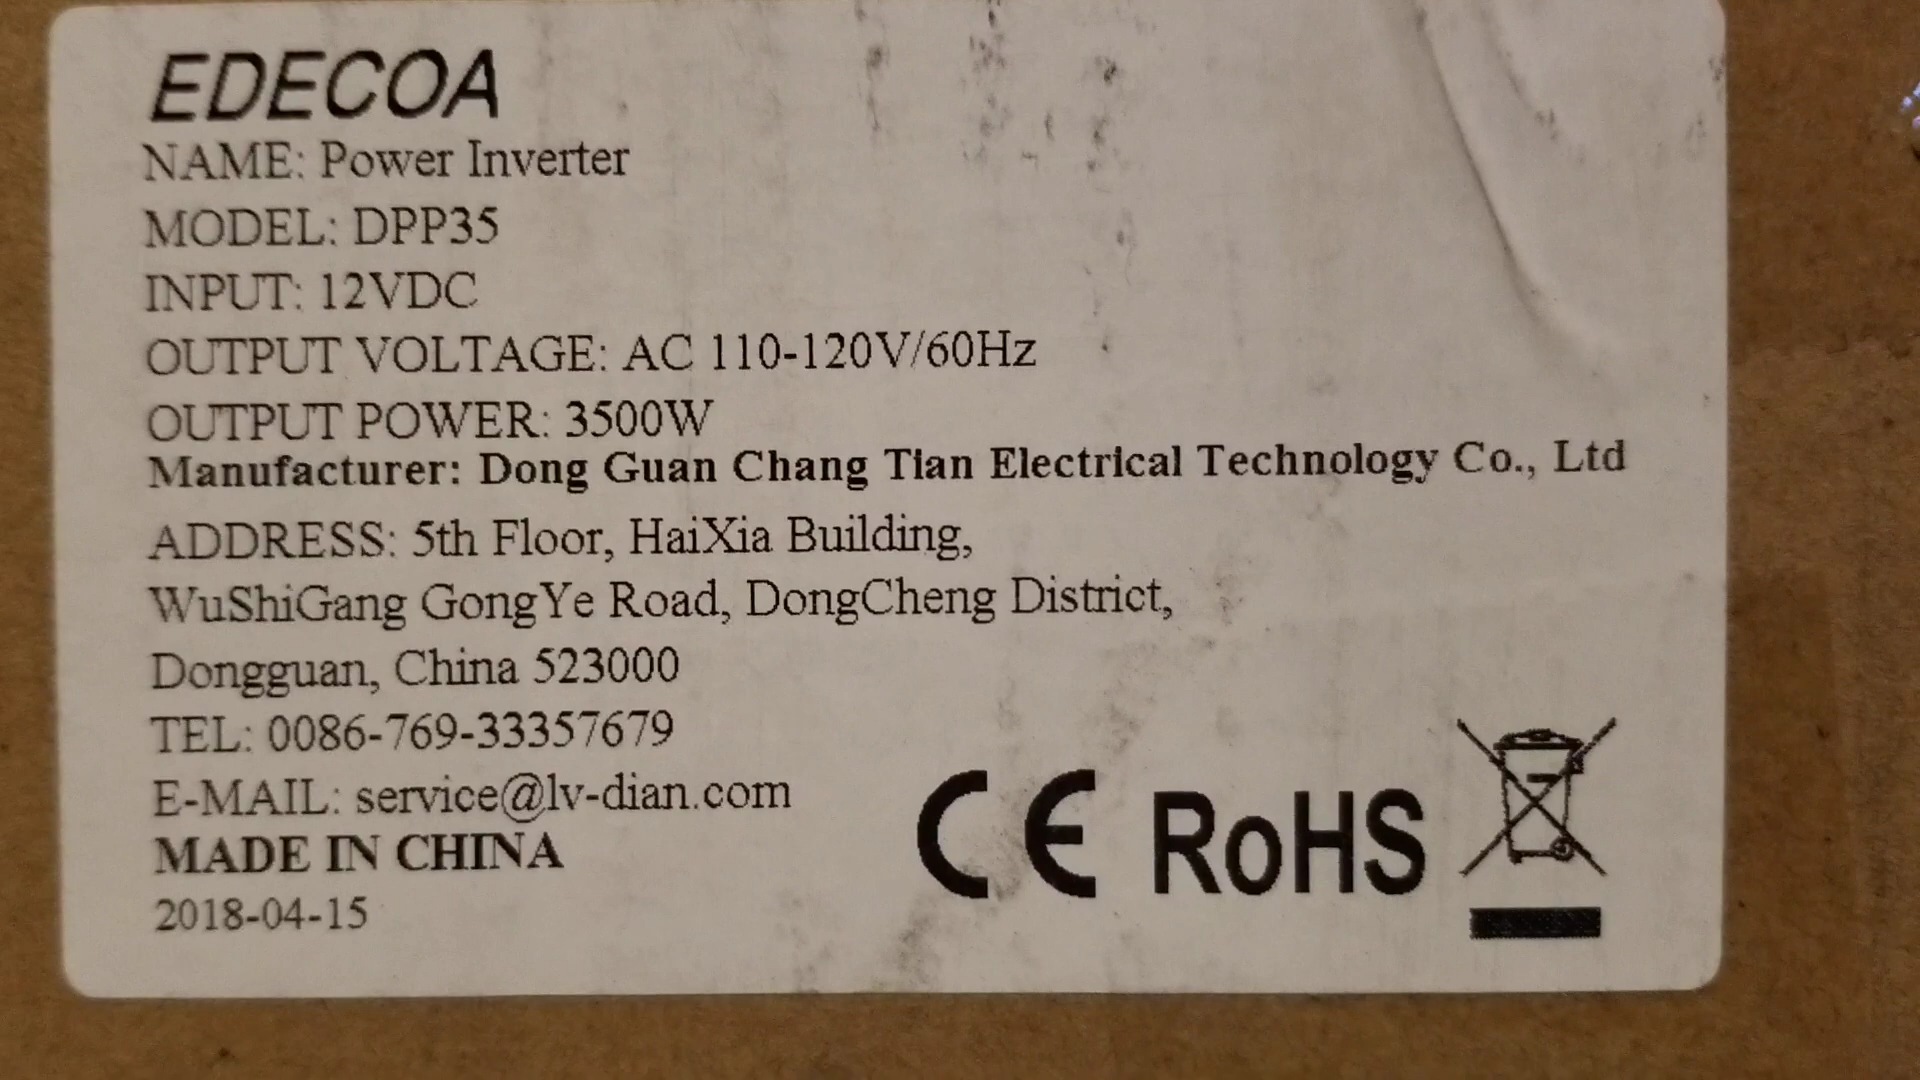 EDECOA
NAME: Power Inverter
MODEL: DPP35
INPUT: 12VDC
OUTPUT VOLTAGE: AC 110-120V/60Hz
OUTPUT POWER: 3500W
Manufacturer: Dong Guan Chang Tian Electrical Technology Co., Ltd
ADDRESS: 5th Floor, HaiXia Building,
WuShiGang GongYe Road, DongCheng District,
Dongguan, China 523000
TEL: 0086-769-33357679
E-MAIL: service@lv-dian.com
MADE IN CHINA
2018-04-15
CE RoHS